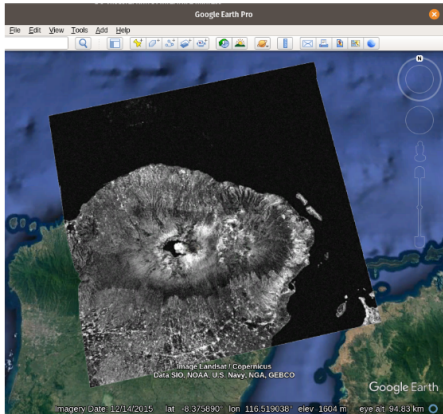 Google Earth Pro
File Edit View Tools Add Help
N
Image Landsat / Copernicus
Data SIO, NOAA, U.S. Navy, NGA, GEBCO
Google Earth
Imagery Date: 12/14/2015 lat -8.375890° lon 116.519038° elev 1604 m eye alt 94.83 km